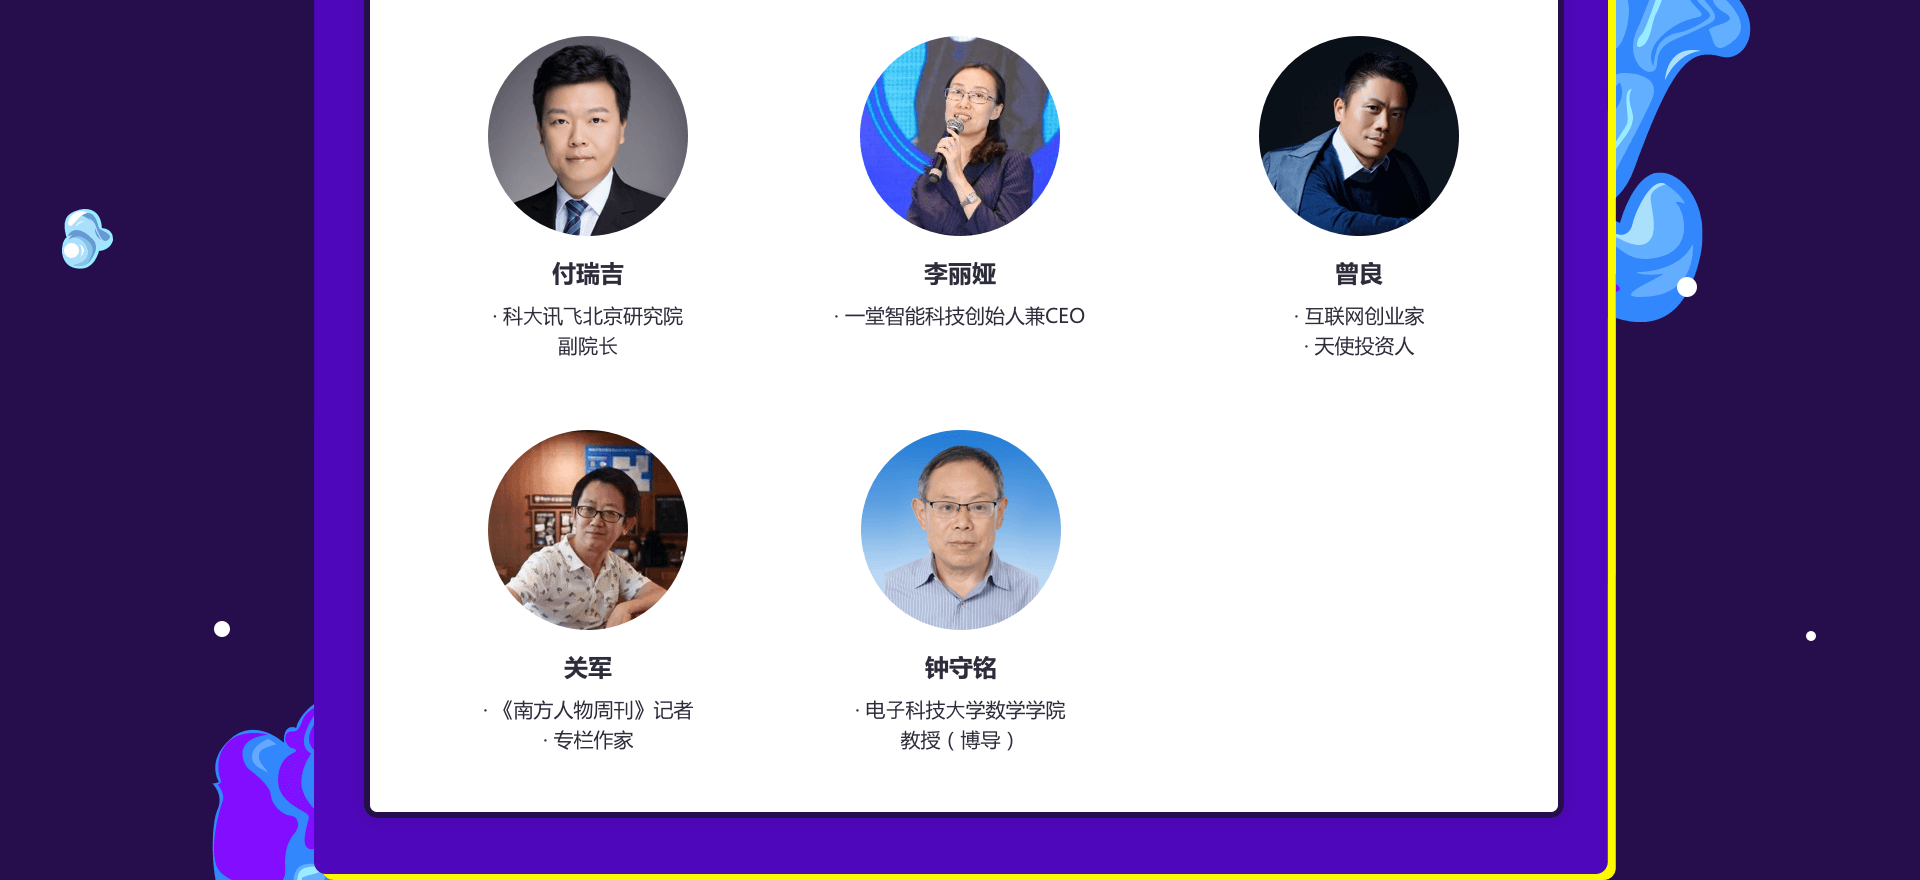 付瑞吉
· 科大讯飞北京研究院
副院长
李丽娅
· 一堂智能科技创始人兼CEO
曾良
· 互联网创业家
· 天使投资人
关军
· 《南方人物周刊》记者
· 专栏作家
钟守铭
· 电子科技大学数学学院
教授（博导）